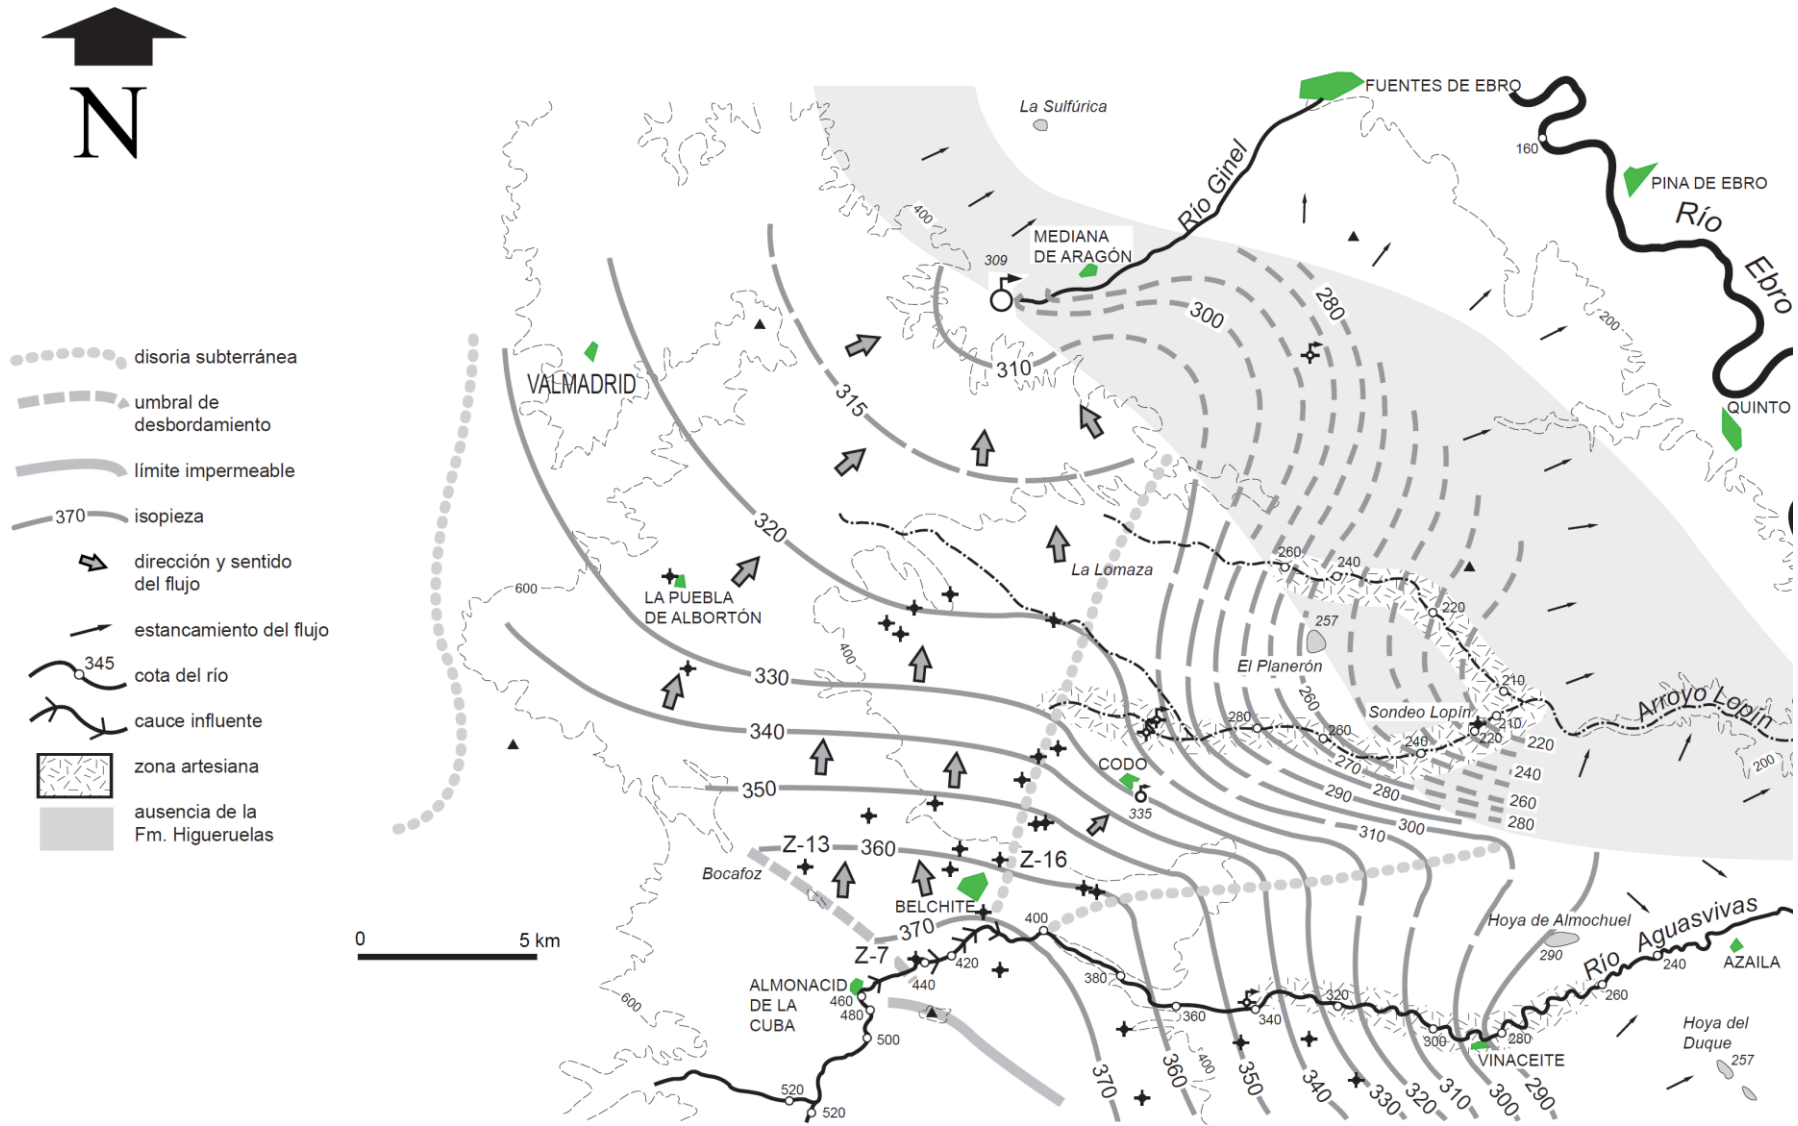 N
disoria subterránea
umbral de
desbordamiento
límite impermeable
370
isopieza
dirección y sentido
del flujo
estancamiento del flujo
345
cota del río
cauce influente
zona artesiana
ausencia de la
Fm. Higueruelas
0
5 km
FUENTES DE EBRO
La Sulfúrica
160
PINA DE EBRO
Río
Ebro
Río Ginel
400
MEDIANA
DE ARAGÓN
309
280
300
200
310
VALMADRID
315
QUINTO
320
La Lomaza
260
240
220
600
LA PUEBLA
DE ALBORTÓN
257
El Planerón
400
330
260
210
Sondeo Lopín
Arroyo Lopín
340
280
260
240
210
220
220
CODO
270
240
200
350
290
280
260
335
310
300
280
Z-13
360
Z-16
Bocafoz
BELCHITE
370
400
Hoya de Almochuel
290
Río Aguasvivas
Z-7
420
440
380
240
AZAILA
ALMONACID
DE LA
CUBA
460
480
500
360
340
320
260
600
300
280
VINACEITE
Hoya del
Duque
257
400
520
520
370
360
350
340
330
320
310
300
290